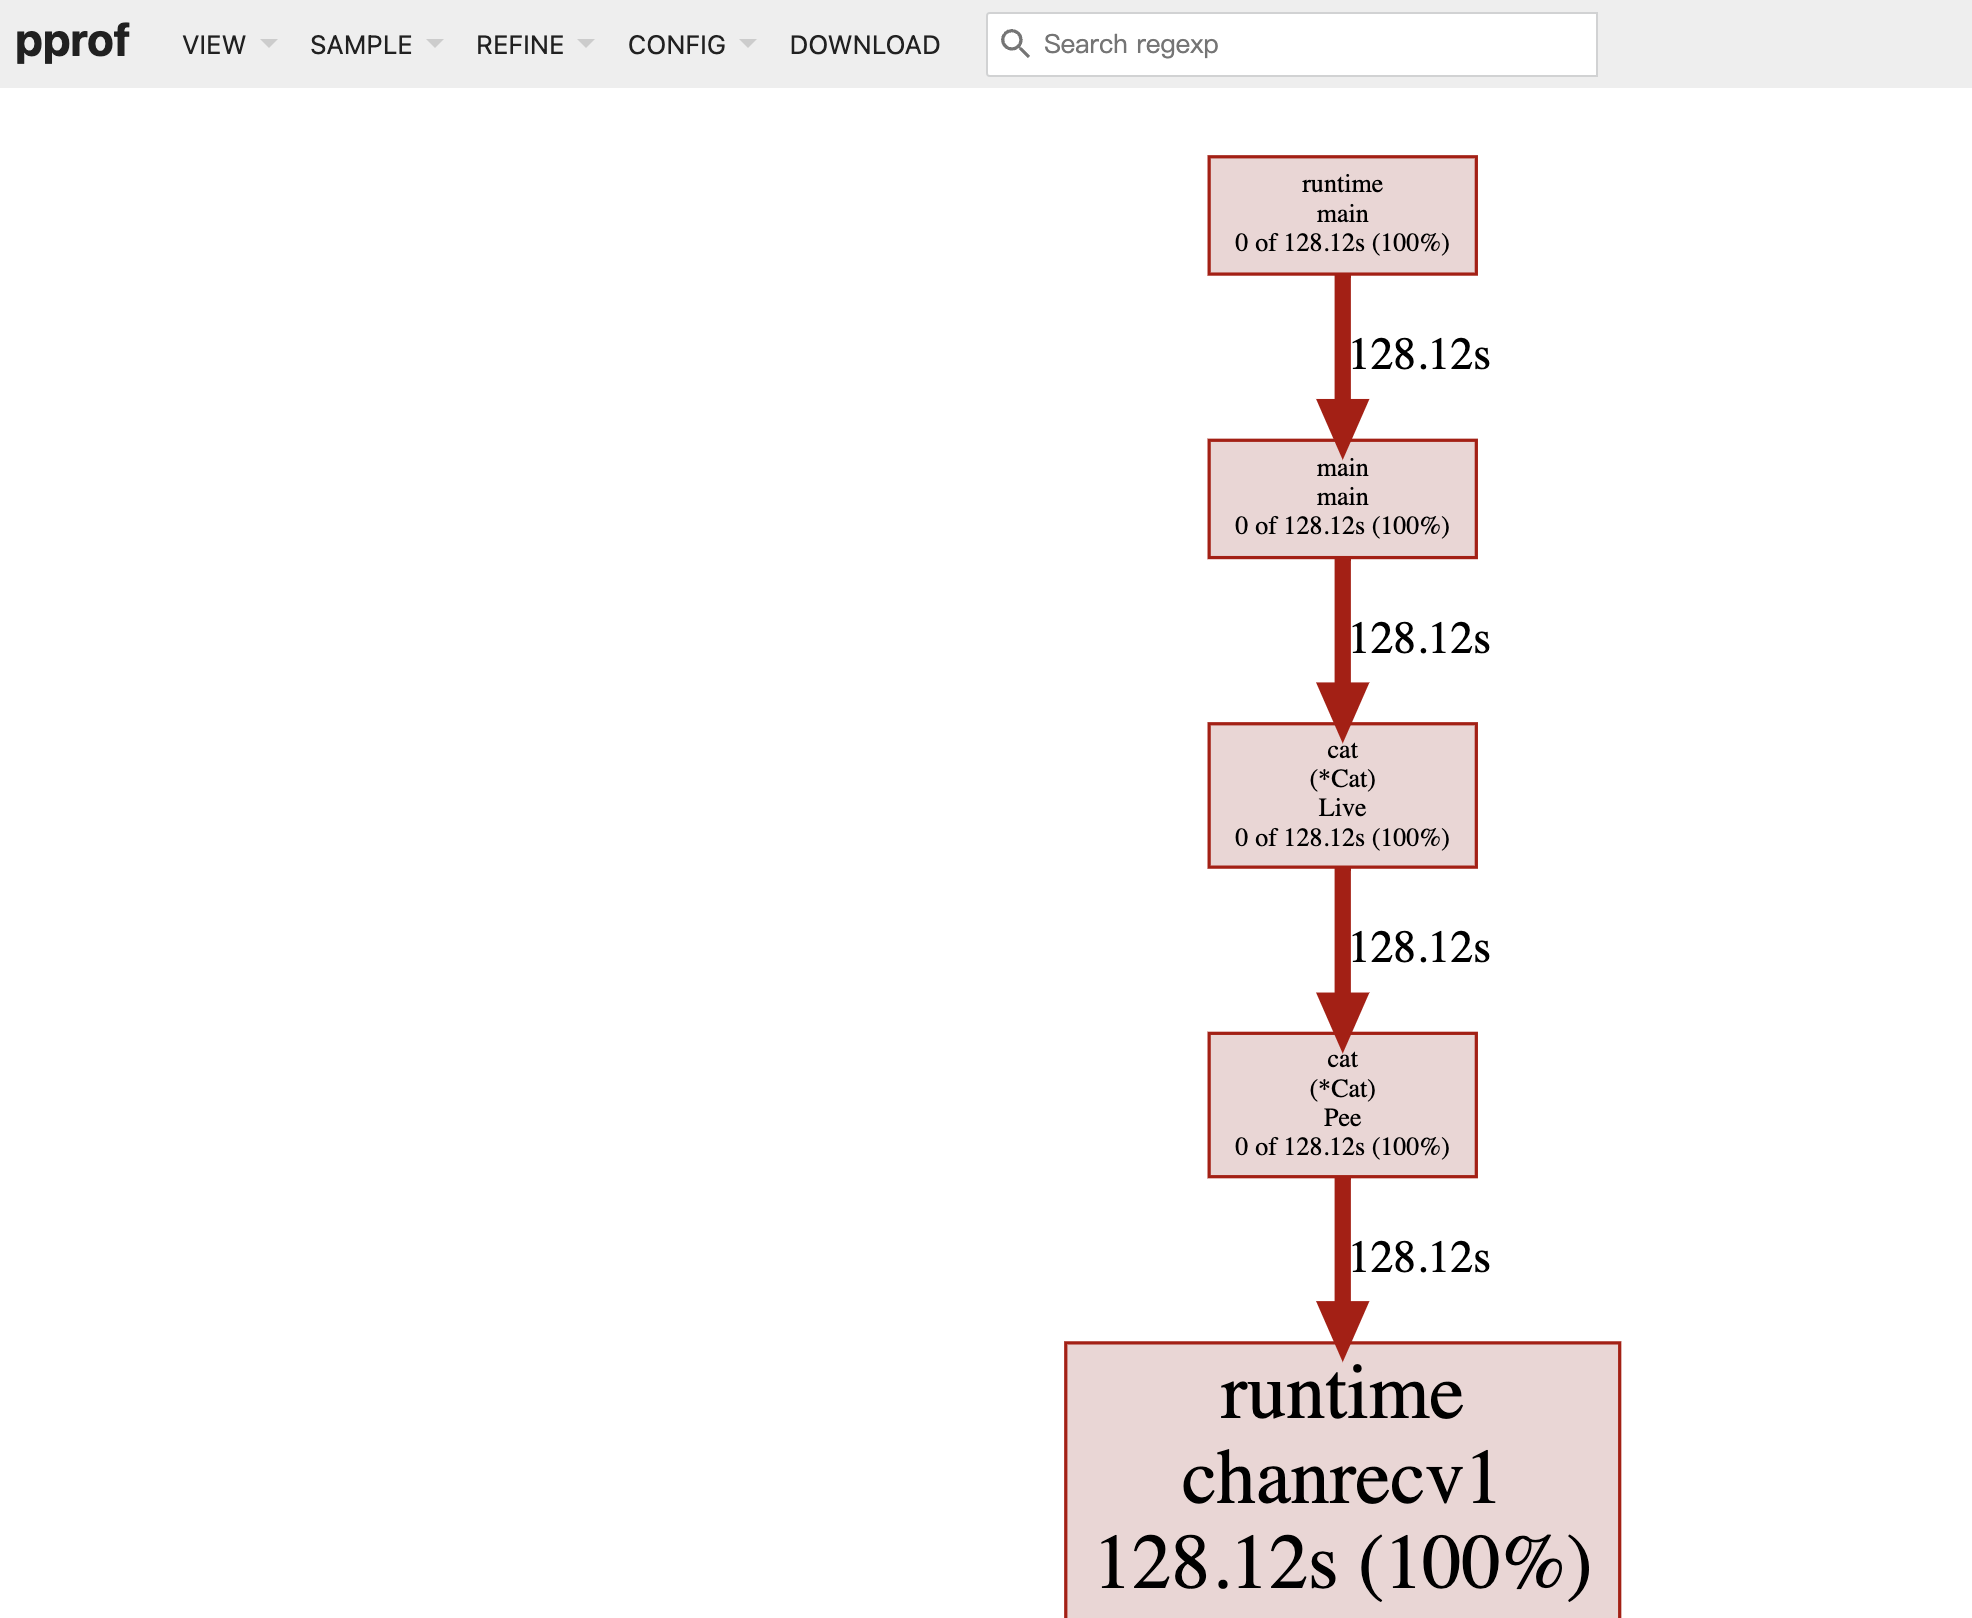 pprof VIEW SAMPLE REFINE CONFIG DOWNLOAD Search regexp
runtime
main
0 of 128.12s (100%)
128.12s
main
main
0 of 128.12s (100%)
128.12s
cat
(*Cat)
Live
0 of 128.12s (100%)
128.12s
cat
(*Cat)
Pee
0 of 128.12s (100%)
128.12s
runtime
chanrecv1
128.12s (100%)